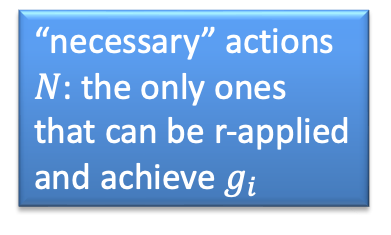 “necessary” actions
𝑁: the only ones
that can be r-applied
and achieve 𝑔ᵢ